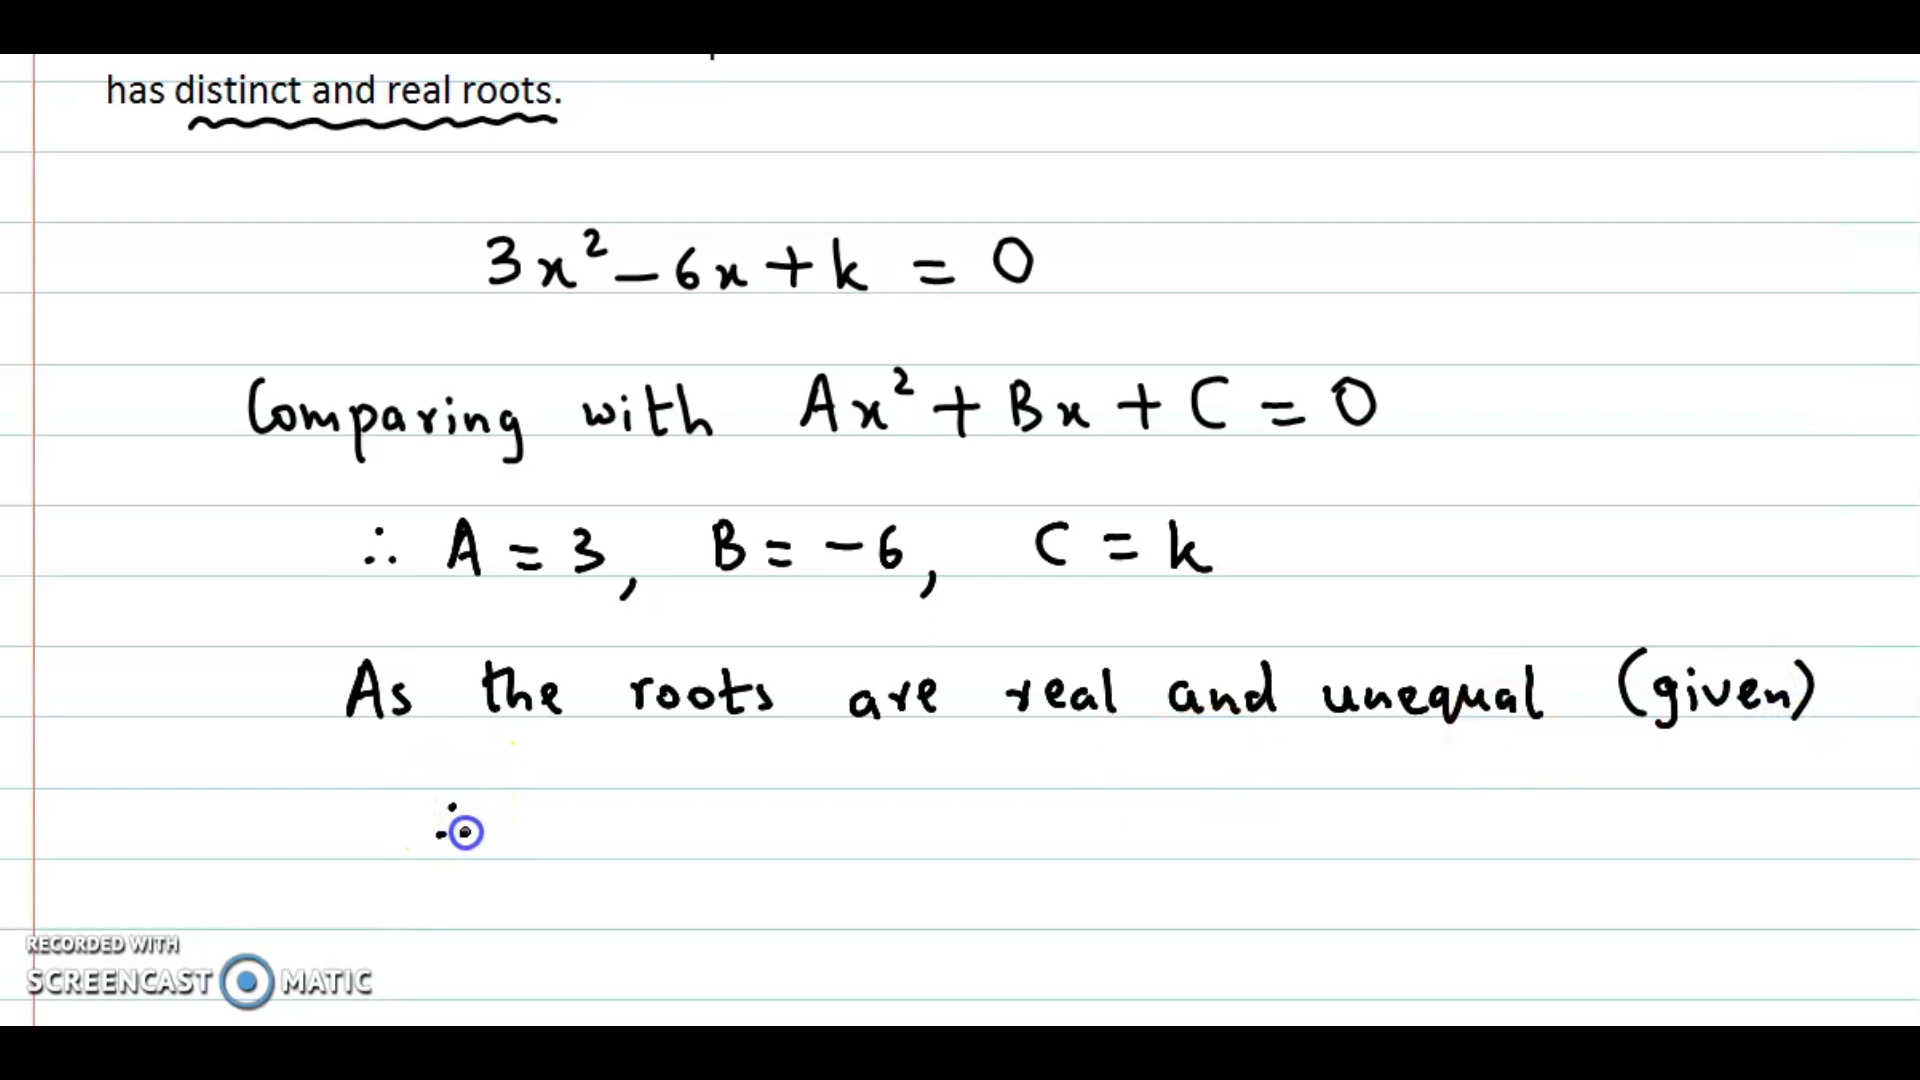 has distinct and real roots.
3x² - 6x + k = 0
Comparing with Ax² + Bx + C = 0
∴ A = 3, B = -6, C = k
As the roots are real and unequal (given)
∴
RECORDED WITH
SCREENCAST MATIC